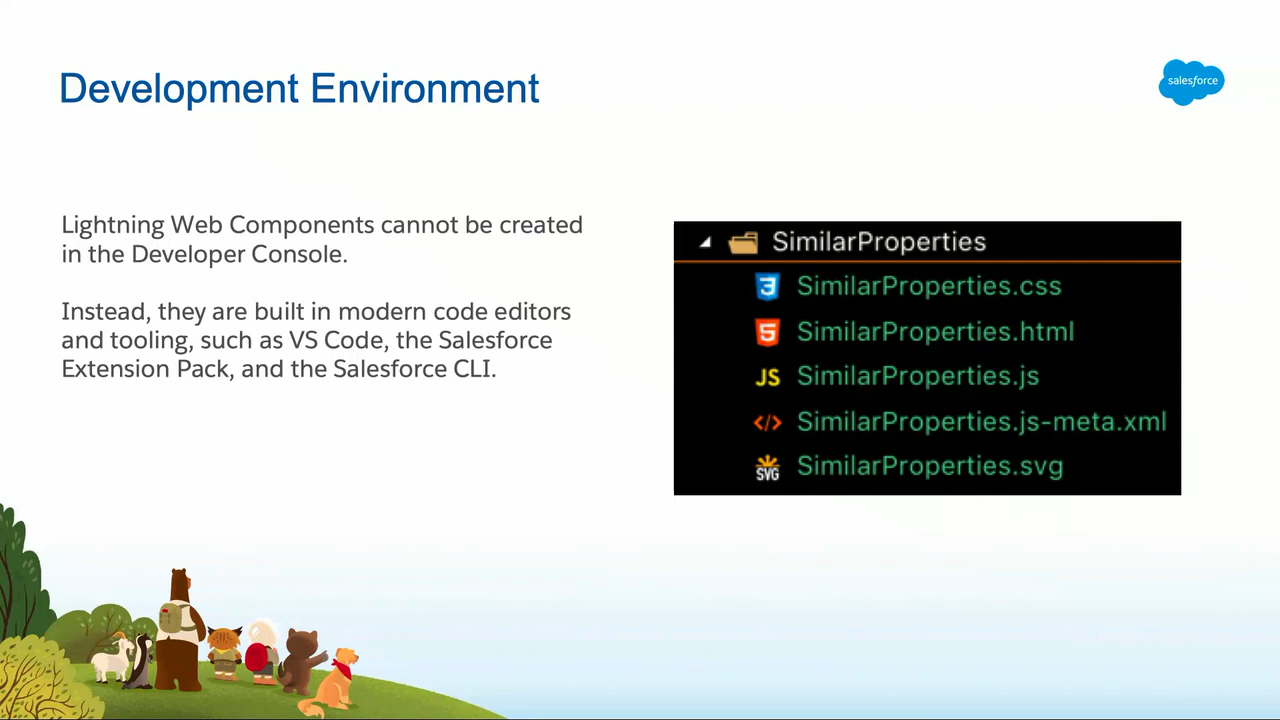 Development Environment
salesforce
Lightning Web Components cannot be created
in the Developer Console.
Instead, they are built in modern code editors
and tooling, such as VS Code, the Salesforce
Extension Pack, and the Salesforce CLI.
SimilarProperties
3 SimilarProperties.css
5 SimilarProperties.html
JS SimilarProperties.js
</> SimilarProperties.js-meta.xml
SVG SimilarProperties.svg